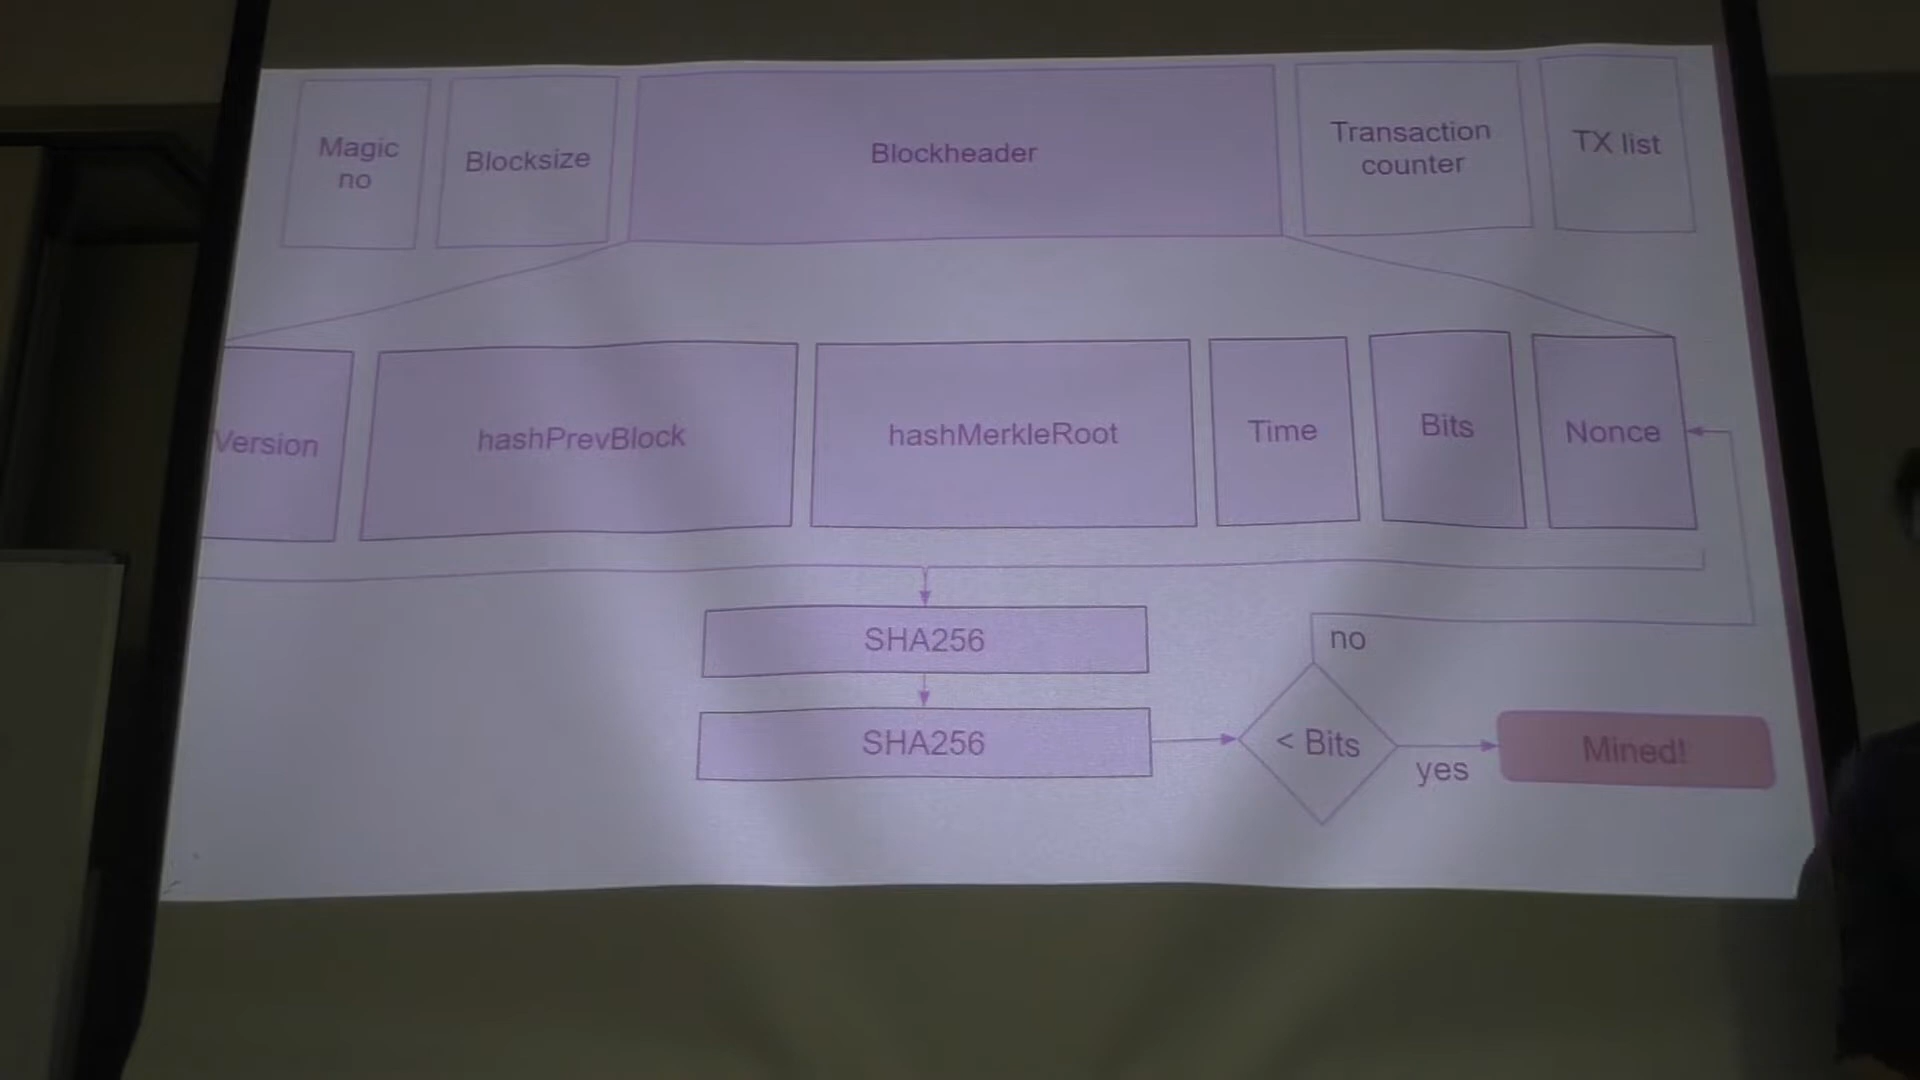 Magic
no
Blocksize
Blockheader
Transaction
counter
TX list
Version
hashPrevBlock
hashMerkleRoot
Time
Bits
Nonce
SHA256
no
SHA256
< Bits
yes
Mined!